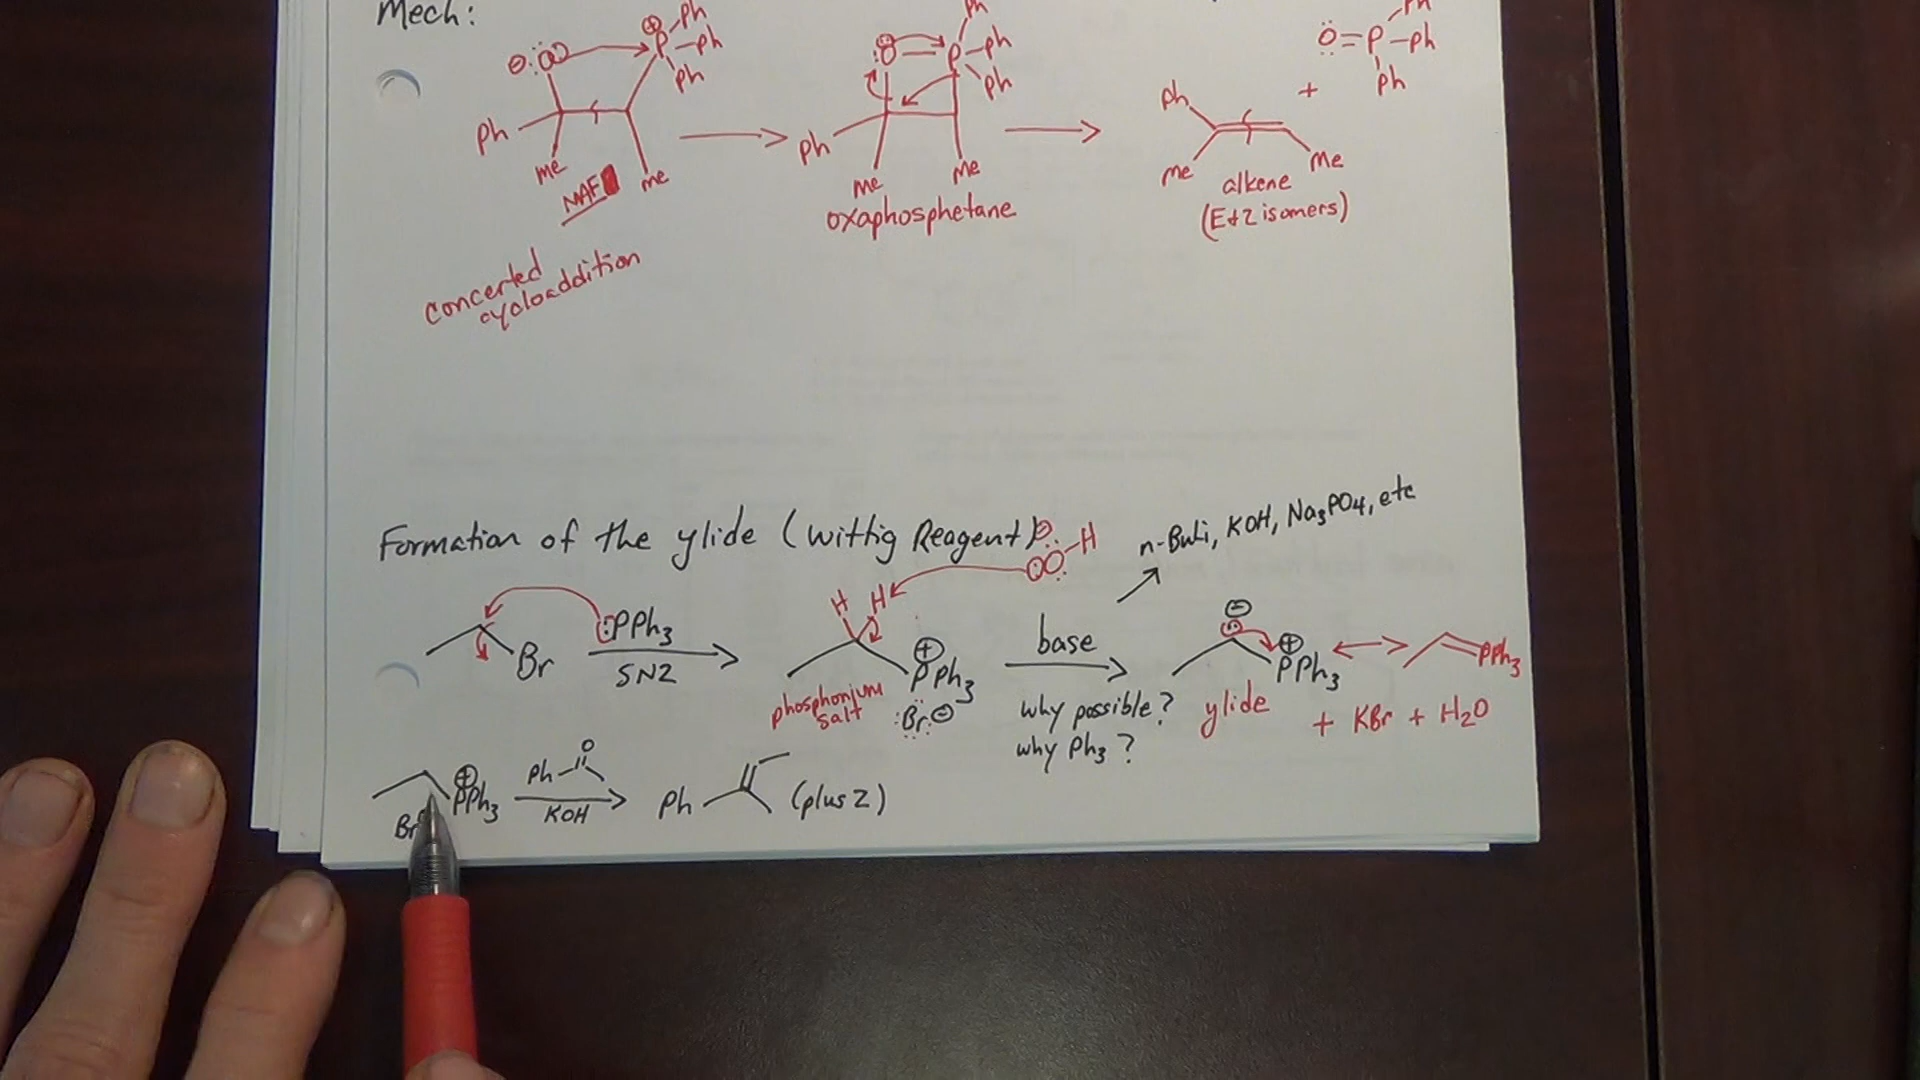 Mech:
⊖:O: ⊕ P Ph Ph Ph
Ph Me Me
NAF
concerted cycloaddition
:O: P Ph Ph Ph
Ph Me Me
oxaphosphetane
Ph Me Me
alkene
(E+Z isomers)
+
O=P Ph Ph Ph
Formation of the ylide (Wittig Reagent)
n-BuLi, KOH, Na3PO4, etc
Br :PPh3 SN2
H H ⊖ O H
⊕ PPh3
:Br:⊖
phosphonium salt
base
why possible?
why Ph3?
⊖ ⊕ PPh3
PPh3
ylide + KBr + H2O
⊕ PPh3
Br
Ph O
KOH
Ph (plus Z)